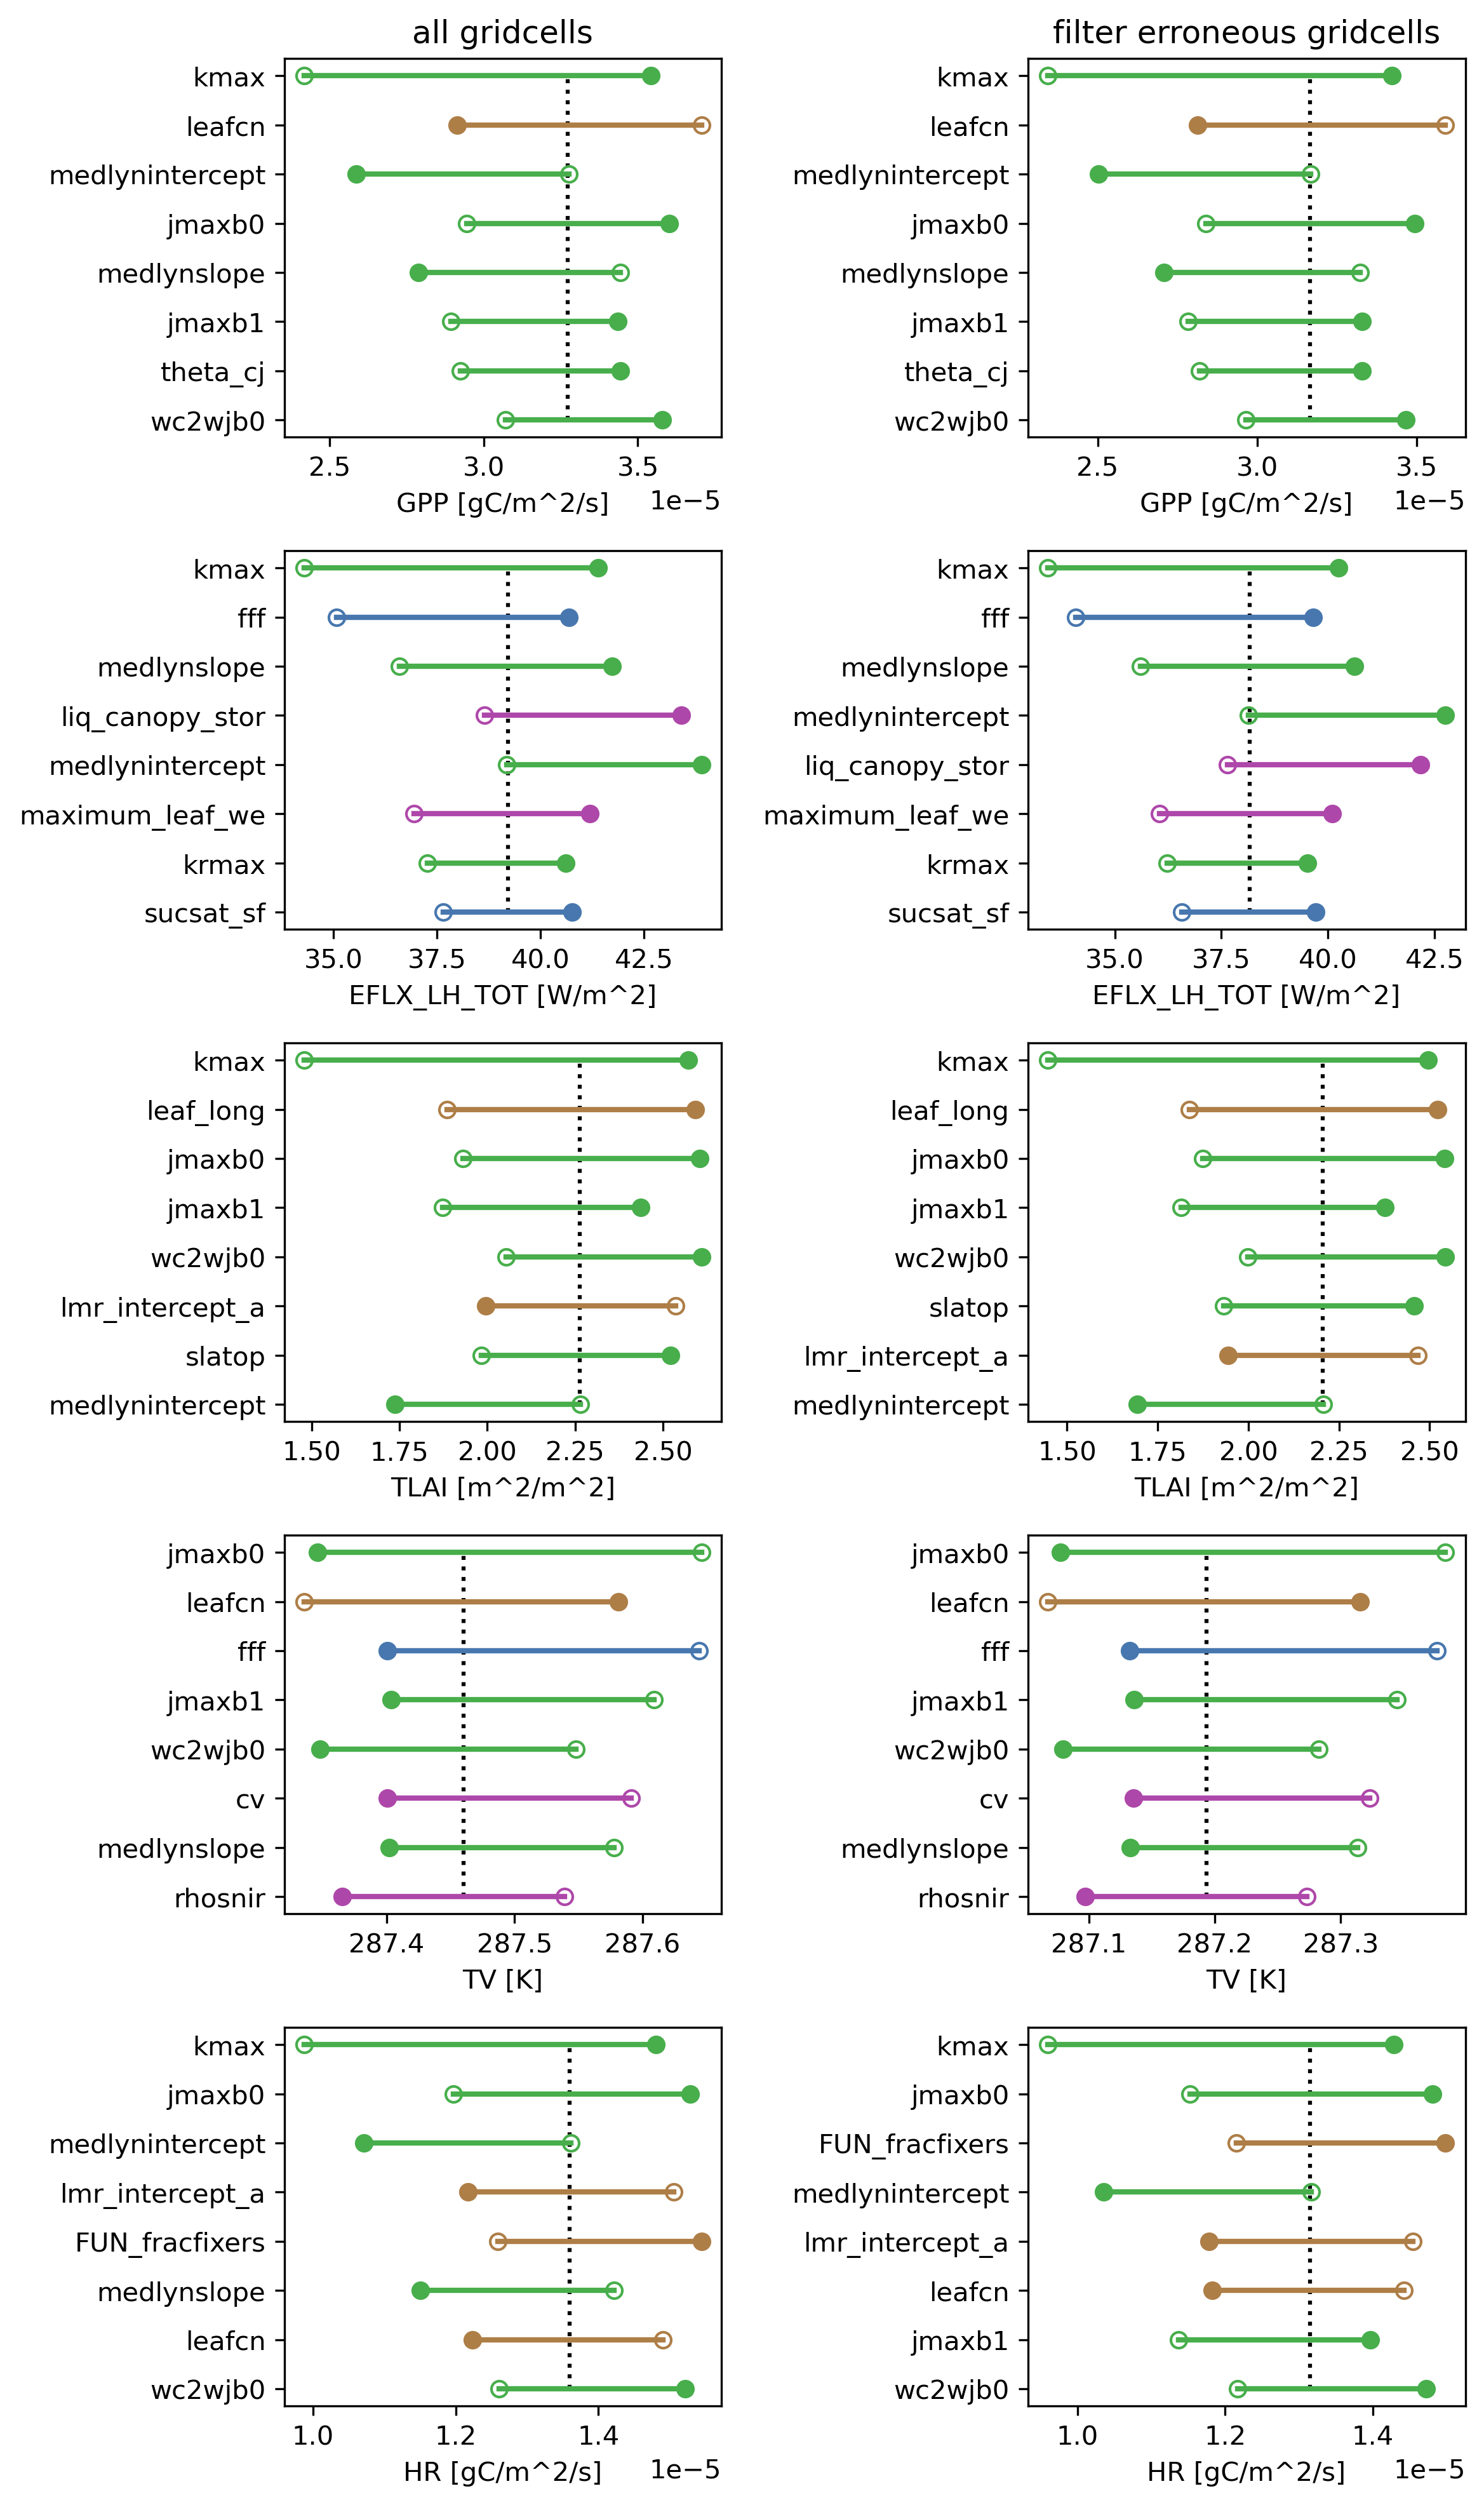 all gridcells
kmax
leafcn
medlynintercept
jmaxb0
medlynslope
jmaxb1
theta_cj
wc2wjb0
2.5 3.0 3.5
GPP [gC/m^2/s] 1e−5
filter erroneous gridcells
kmax
leafcn
medlynintercept
jmaxb0
medlynslope
jmaxb1
theta_cj
wc2wjb0
2.5 3.0 3.5
GPP [gC/m^2/s] 1e−5
kmax
fff
medlynslope
liq_canopy_stor
medlynintercept
maximum_leaf_we
krmax
sucsat_sf
35.0 37.5 40.0 42.5
EFLX_LH_TOT [W/m^2]
kmax
fff
medlynslope
medlynintercept
liq_canopy_stor
maximum_leaf_we
krmax
sucsat_sf
35.0 37.5 40.0 42.5
EFLX_LH_TOT [W/m^2]
kmax
leaf_long
jmaxb0
jmaxb1
wc2wjb0
lmr_intercept_a
slatop
medlynintercept
1.50 1.75 2.00 2.25 2.50
TLAI [m^2/m^2]
kmax
leaf_long
jmaxb0
jmaxb1
wc2wjb0
slatop
lmr_intercept_a
medlynintercept
1.50 1.75 2.00 2.25 2.50
TLAI [m^2/m^2]
jmaxb0
leafcn
fff
jmaxb1
wc2wjb0
cv
medlynslope
rhosnir
287.4 287.5 287.6
TV [K]
jmaxb0
leafcn
fff
jmaxb1
wc2wjb0
cv
medlynslope
rhosnir
287.1 287.2 287.3
TV [K]
kmax
jmaxb0
medlynintercept
lmr_intercept_a
FUN_fracfixers
medlynslope
leafcn
wc2wjb0
1.0 1.2 1.4
HR [gC/m^2/s] 1e−5
kmax
jmaxb0
FUN_fracfixers
medlynintercept
lmr_intercept_a
leafcn
jmaxb1
wc2wjb0
1.0 1.2 1.4
HR [gC/m^2/s] 1e−5